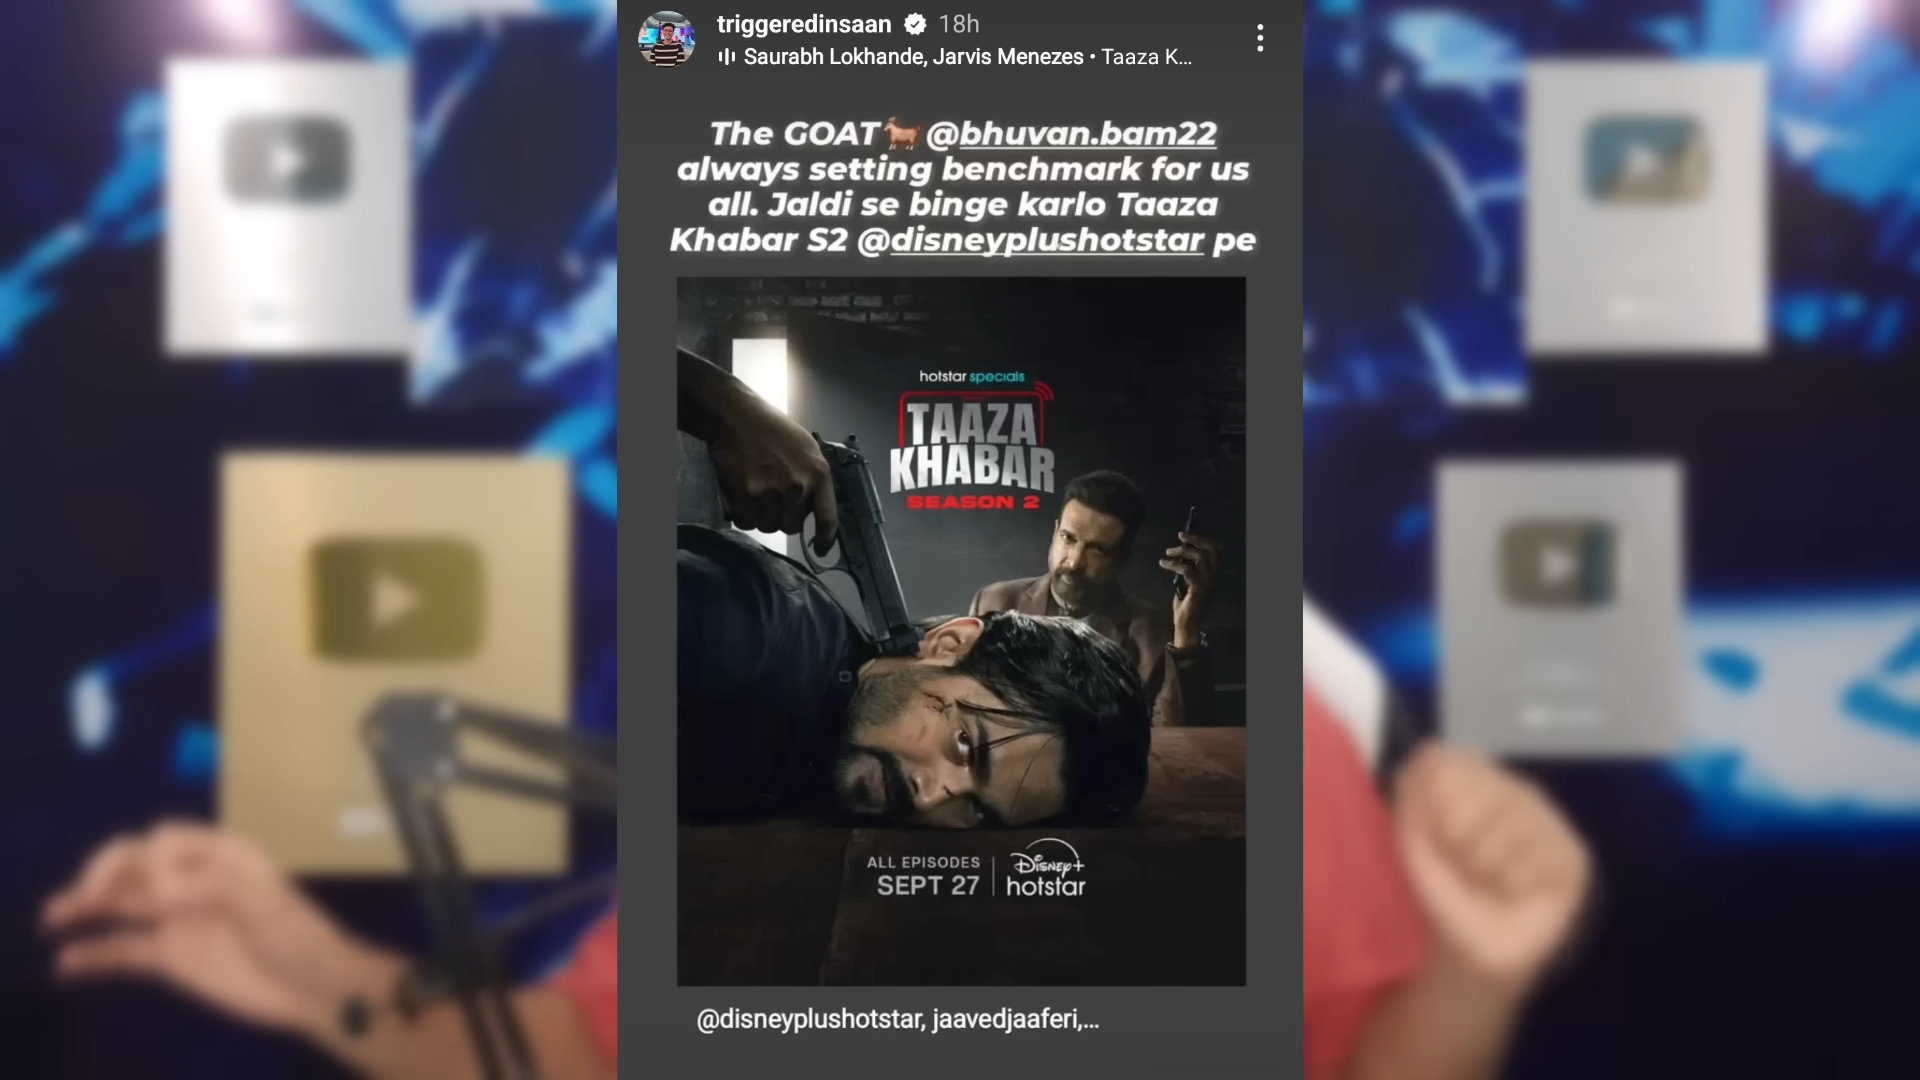 triggeredinsaan 18h
Saurabh Lokhande, Jarvis Menezes • Taaza K...
The GOAT🐐 @bhuvan.bam22
always setting benchmark for us
all. Jaldi se binge karlo Taaza
Khabar S2 @disneyplushotstar pe
hotstar specials
TAAZA
KHABAR
SEASON 2
ALL EPISODES
SEPT 27
Disney+
hotstar
@disneyplushotstar, jaavedjaaferi,...